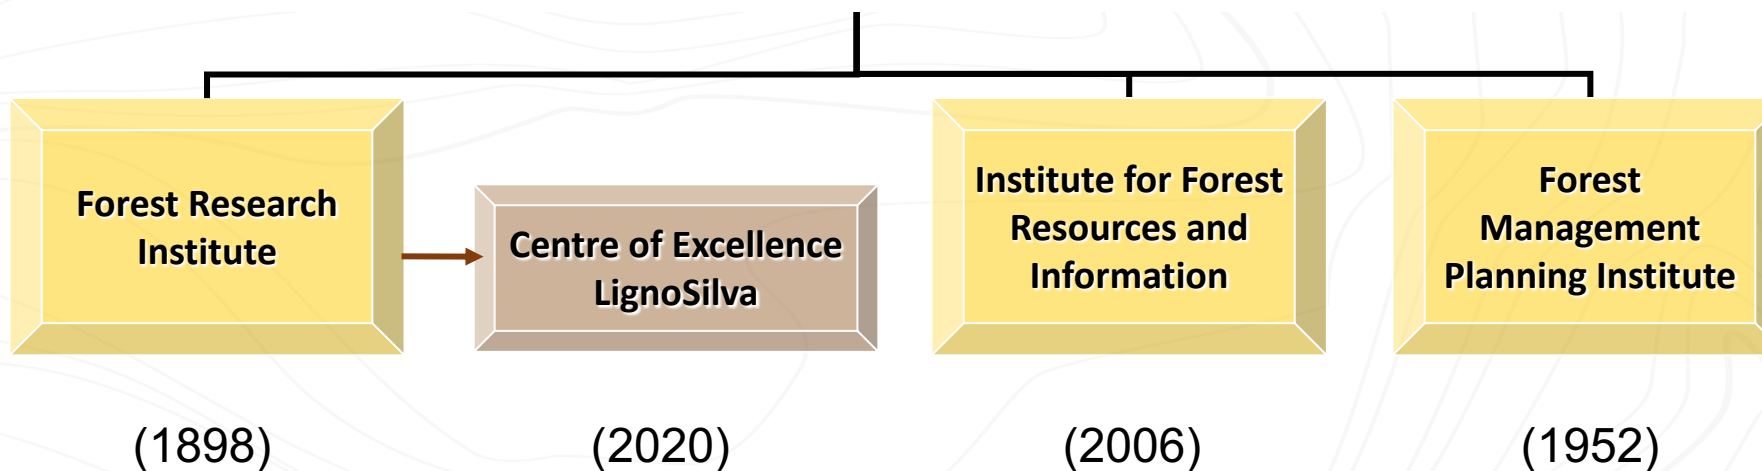 Forest Research
Institute
Centre of Excellence
LignoSilva
Institute for Forest
Resources and
Information
Forest
Management
Planning Institute
(1898)
(2020)
(2006)
(1952)